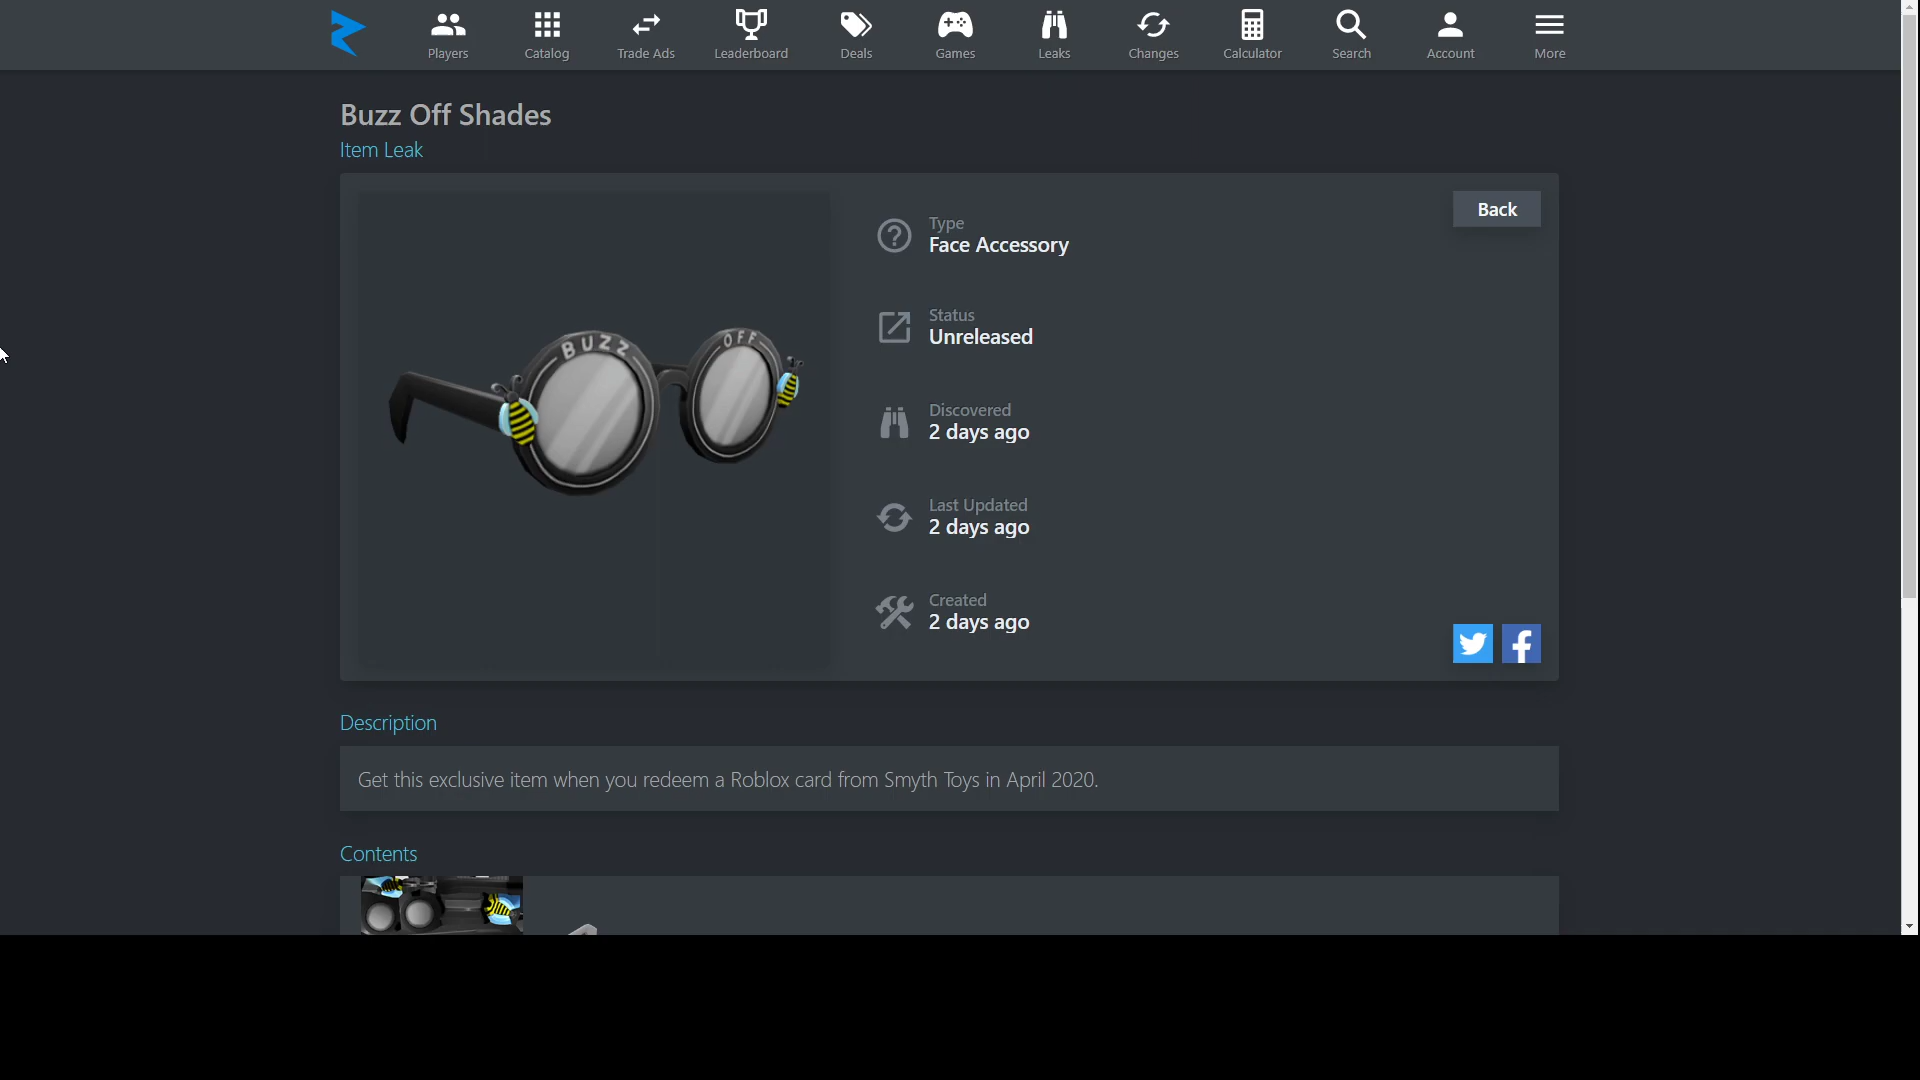 Players
Catalog
Trade Ads
Leaderboard
Deals
Games
Leaks
Changes
Calculator
Search
Account
More
Buzz Off Shades
Item Leak
BUZZ
OFF
Type
Face Accessory
Back
Status
Unreleased
Discovered
2 days ago
Last Updated
2 days ago
Created
2 days ago
Description
Get this exclusive item when you redeem a Roblox card from Smyth Toys in April 2020.
Contents